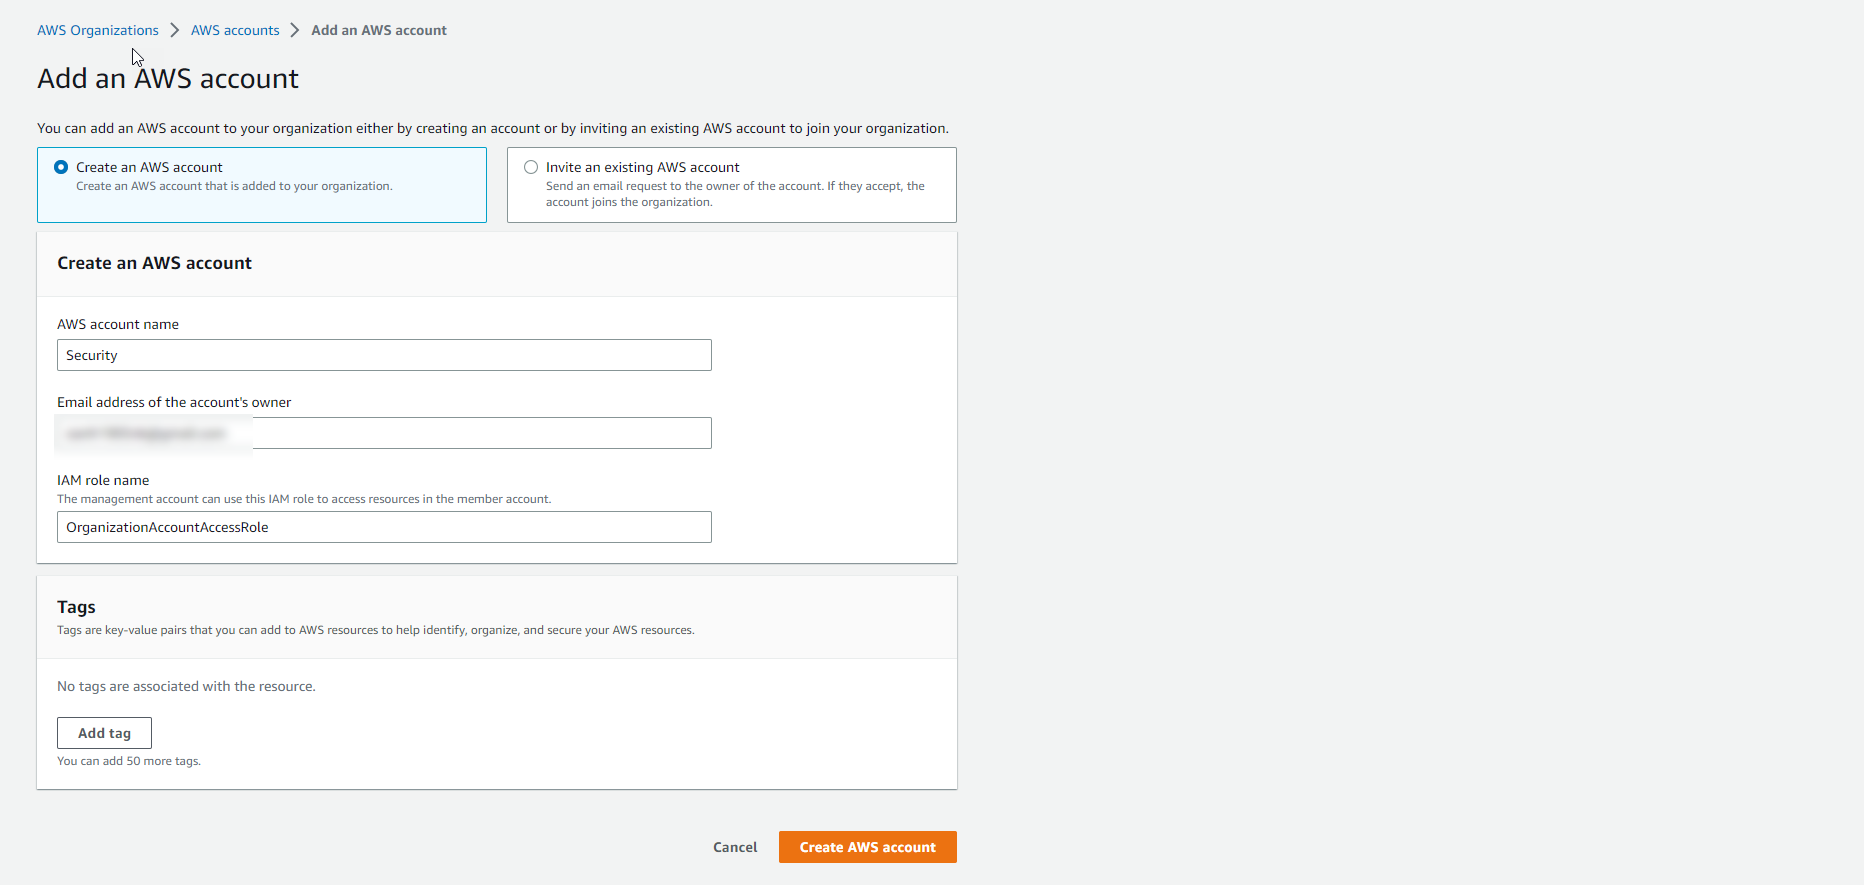 AWS Organizations > AWS accounts > Add an AWS account
Add an AWS account
You can add an AWS account to your organization either by creating an account or by inviting an existing AWS account to join your organization.
Create an AWS account
Create an AWS account that is added to your organization.
Invite an existing AWS account
Send an email request to the owner of the account. If they accept, the
account joins the organization.
Create an AWS account
AWS account name
Security
Email address of the account's owner
IAM role name
The management account can use this IAM role to access resources in the member account.
OrganizationAccountAccessRole
Tags
Tags are key-value pairs that you can add to AWS resources to help identify, organize, and secure your AWS resources.
No tags are associated with the resource.
Add tag
You can add 50 more tags.
Cancel
Create AWS account